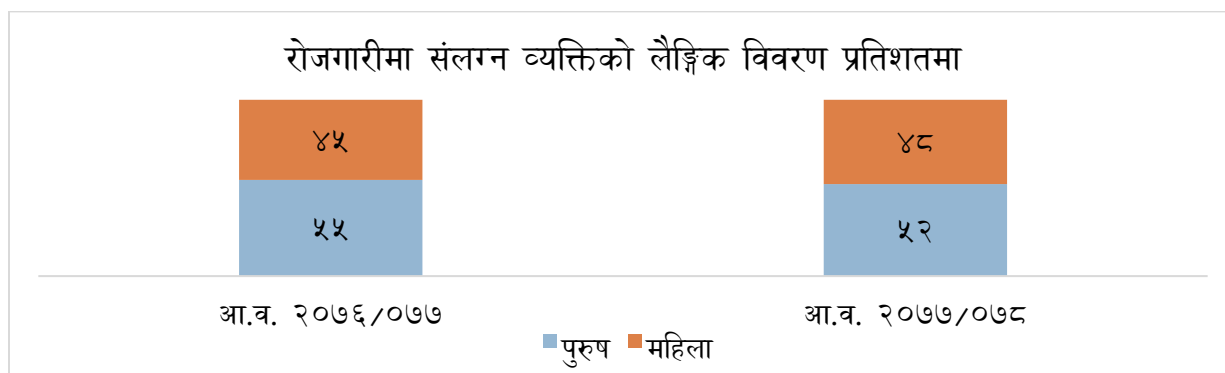 रोजगारीमा संलग्न व्यक्तिको लैङ्गिक विवरण प्रतिशतमा
४५
४८
५५
५२
आ.व. २०७६/०७७
आ.व. २०७७/०७८
पुरुष महिला